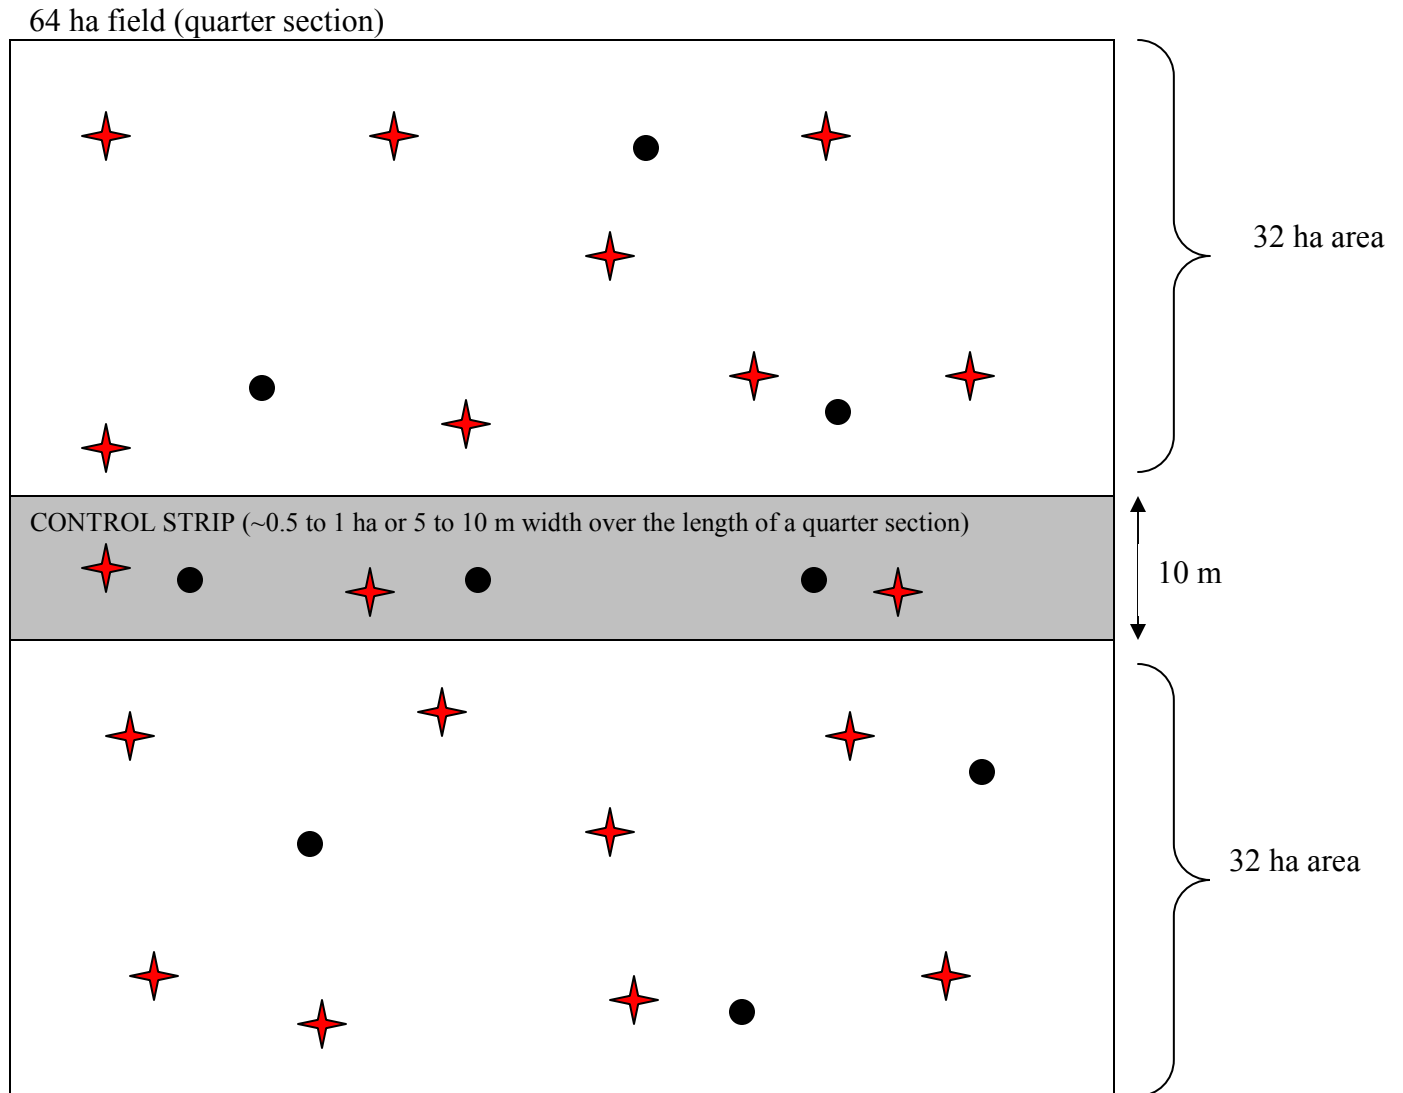 64 ha field (quarter section)
32 ha area
CONTROL STRIP (~0.5 to 1 ha or 5 to 10 m width over the length of a quarter section)
10 m
32 ha area